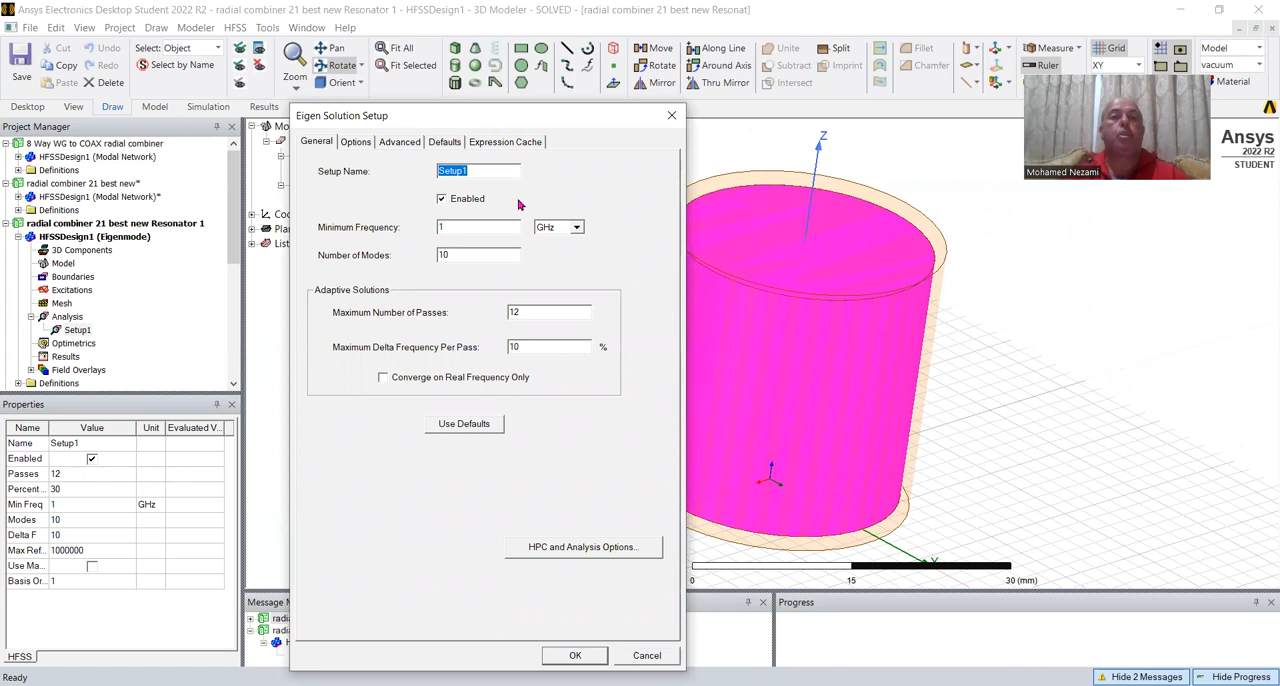 Ansys Electronics Desktop Student 2022 R2 - radial combiner 21 best new Resonator 1 - HFSSDesign1 - 3D Modeler - SOLVED - [radial combiner 21 best new Resonat]
File Edit View Project Draw Modeler HFSS Tools Window Help
Save
Cut Undo
Copy Redo
Paste Delete
Select: Object
Select by Name
Zoom
Pan
Rotate
Orient
Fit All
Fit Selected
Move Along Line
Rotate Around Axis
Mirror Thru Mirror
Unite Split
Subtract Imprint
Intersect
Fillet
Chamfer
Measure Grid
Ruler XY
Model
vacuum
Material
Desktop View Draw Model Simulation Results
Project Manager
8 Way WG to COAX radial combiner
HFSSDesign1 (Modal Network)
Definitions
radial combiner 21 best new*
HFSSDesign1 (Modal Network)*
Definitions
radial combiner 21 best new Resonator 1
HFSSDesign1 (Eigenmode)
3D Components
Model
Boundaries
Excitations
Mesh
Analysis
Setup1
Optimetrics
Results
Field Overlays
Definitions
Mo
Coo
Pla
List
Properties
Name Value Unit Evaluated V...
Name Setup1
Enabled
Passes 12
Percent... 30
Min Freq 1 GHz
Modes 10
Delta F 10
Max Ref... 1000000
Use Ma...
Basis Or... 1
HFSS
Eigen Solution Setup
General Options Advanced Defaults Expression Cache
Setup Name: Setup1
Enabled
Minimum Frequency: 1 GHz
Number of Modes: 10
Adaptive Solutions
Maximum Number of Passes: 12
Maximum Delta Frequency Per Pass: 10 %
Converge on Real Frequency Only
Use Defaults
HPC and Analysis Options...
OK Cancel
Mohamed Nezami
Ansys
2022 R2
STUDENT
Z
Y
0 15 30 (mm)
Message M
radi
radi
H
Progress
Ready
Hide 2 Messages Hide Progress